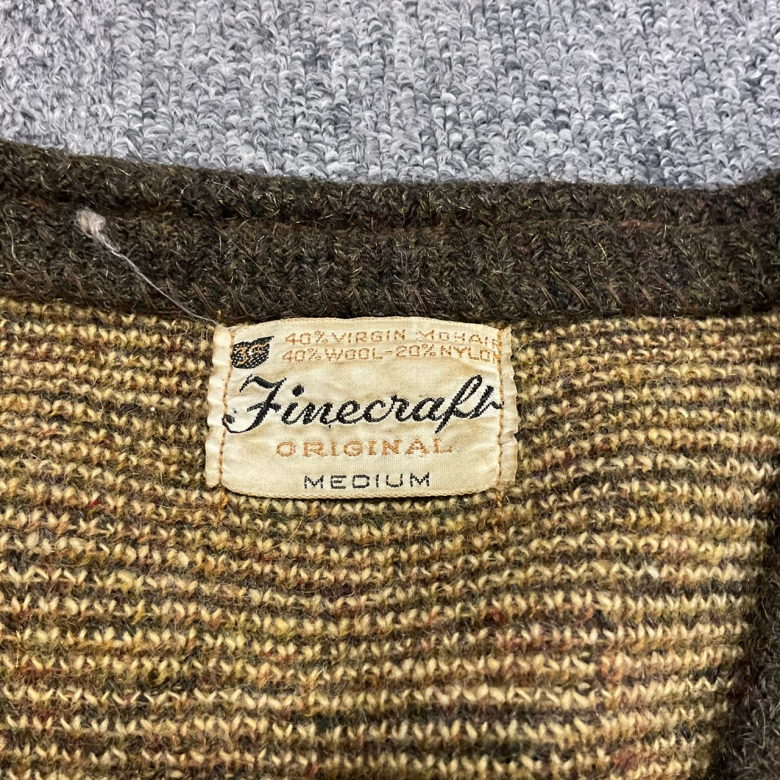 40% VIRGIN MOHAIR
40% WOOL-20% NYLON
Finecraft
ORIGINAL
MEDIUM